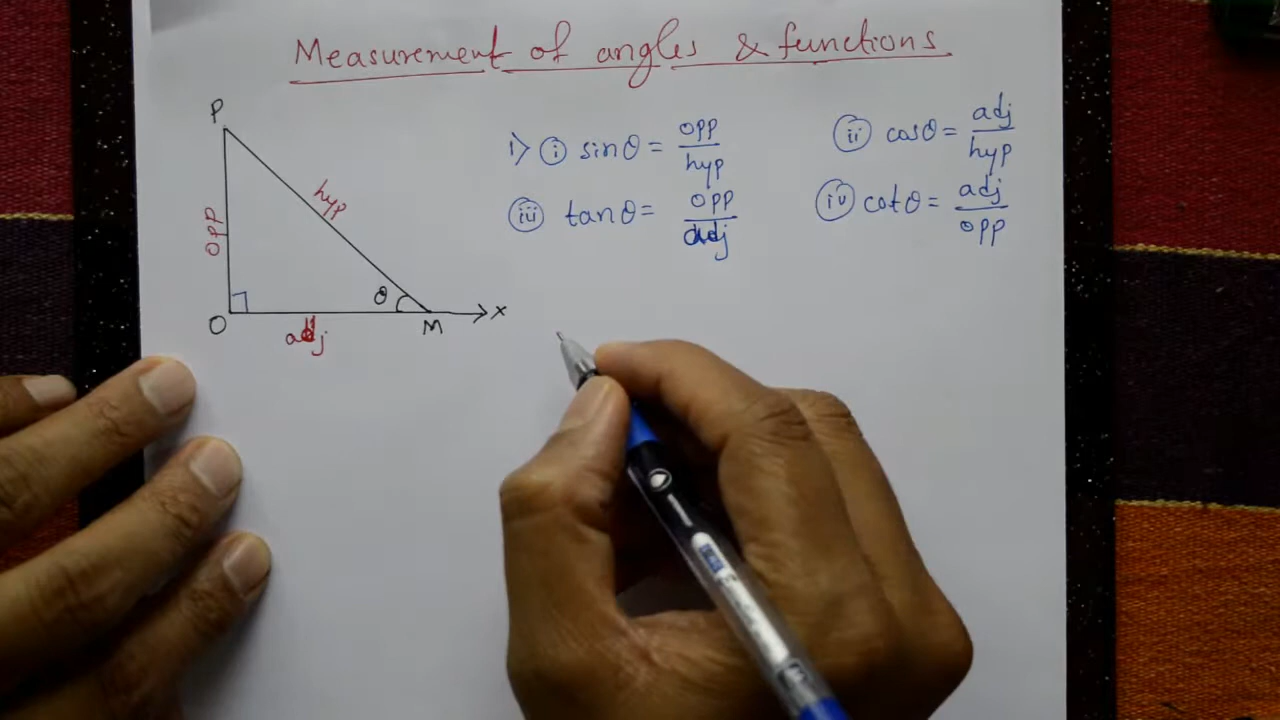 Measurement of angles & functions
P
hyp
opp
θ
O
M
x
adj
1) (i) sinθ = opp/hyp
(ii) cosθ = adj/hyp
(iii) tanθ = opp/adj
(iv) cotθ = adj/opp